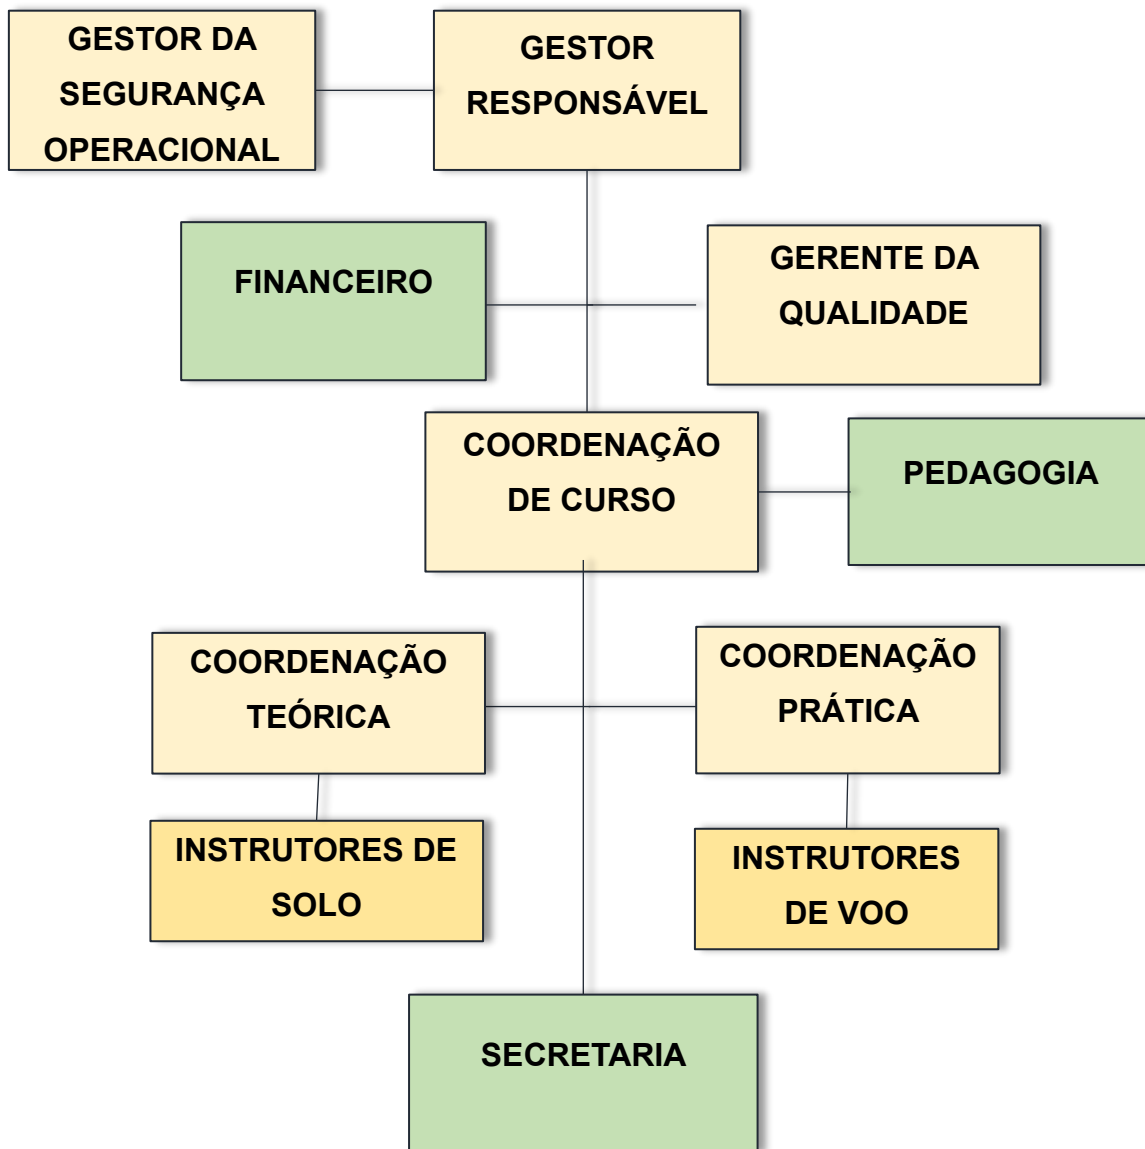 GESTOR DA
SEGURANÇA
OPERACIONAL
GESTOR
RESPONSÁVEL
FINANCEIRO
GERENTE DA
QUALIDADE
COORDENAÇÃO
DE CURSO
PEDAGOGIA
COORDENAÇÃO
TEÓRICA
COORDENAÇÃO
PRÁTICA
INSTRUTORES DE
SOLO
INSTRUTORES
DE VOO
SECRETARIA